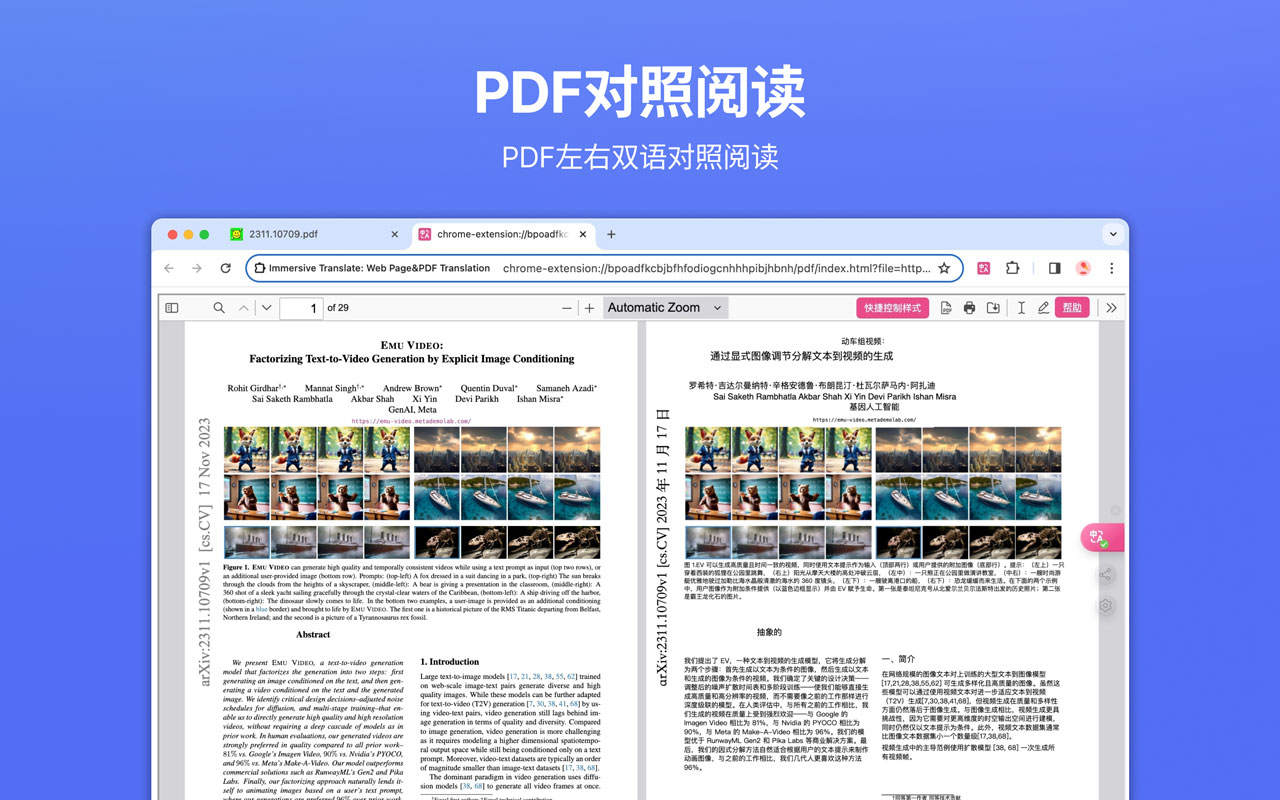 PDF对照阅读
PDF左右双语对照阅读
2311.10709.pdf
chrome-extension://bpoadfkc
Immersive Translate: Web Page&PDF Translation
chrome-extension://bpoadfkcbjbfhfodiogcnhhhpibjhbnh/pdf/index.html?file=http...
1 of 29
Automatic Zoom
快捷控制样式
帮助
EMU VIDEO:
Factorizing Text-to-Video Generation by Explicit Image Conditioning
Rohit Girdhar†,* Mannat Singh†,* Andrew Brown* Quentin Duval* Samaneh Azadi*
Sai Saketh Rambhatla Akbar Shah Xi Yin Devi Parikh Ishan Misra*
GenAI, Meta
https://emu-video.metademolab.com/
arXiv:2311.10709v1 [cs.CV] 17 Nov 2023
Figure 1. EMU VIDEO can generate high quality and temporally consistent videos while using a text prompt as input (top two rows), or
an additional user-provided image (bottom row). Prompts: (top-left) A fox dressed in a suit dancing in a park, (top-right) The sun breaks
through the clouds from the heights of a skyscraper, (middle-left): A bear is giving a presentation in the classroom, (middle-right): A
360 shot of a sleek yacht sailing gracefully through the crystal-clear waters of the Caribbean, (bottom-left): A ship driving off the harbor,
(bottom-right): The dinosaur slowly comes to life. In the bottom two examples, a user-image is provided as an additional conditioning
(shown in a blue border) and brought to life by EMU VIDEO. The first one is a historical picture of the RMS Titanic departing from Belfast,
Northern Ireland; and the second is a picture of a Tyrannosaurus rex fossil.
Abstract
We present EMU VIDEO, a text-to-video generation
model that factorizes the generation into two steps: first
generating an image conditioned on the text, and then gen-
erating a video conditioned on the text and the generated
image. We identify critical design decisions–adjusted noise
schedules for diffusion, and multi-stage training–that en-
able us to directly generate high quality and high resolution
videos, without requiring a deep cascade of models as in
prior work. In human evaluations, our generated videos are
strongly preferred in quality compared to all prior work–
81% vs. Google's Imagen Video, 90% vs. Nvidia's PYOCO,
and 96% vs. Meta's Make-A-Video. Our model outperforms
commercial solutions such as RunwayML's Gen2 and Pika
Labs. Finally, our factorizing approach naturally lends it-
self to animating images based on a user's text prompt,
where our generations are preferred 96% over prior work.
1. Introduction
Large text-to-image models [17, 21, 28, 38, 55, 62] trained
on web-scale image-text pairs generate diverse and high
quality images. While these models can be further adapted
for text-to-video (T2V) generation [7, 30, 38, 41, 68] by us-
ing video-text pairs, video generation still lags behind im-
age generation in terms of quality and diversity. Compared
to image generation, video generation is more challenging
as it requires modeling a higher dimensional spatiotempo-
ral output space while still being conditioned only on a text
prompt. Moreover, video-text datasets are typically an order
of magnitude smaller than image-text datasets [17, 38, 68].
The dominant paradigm in video generation uses diffu-
sion models [38, 68] to generate all video frames at once.
动车组视频：
通过显式图像调节分解文本到视频的生成
罗希特·吉达尔曼纳特·辛格安德鲁·布朗昆汀·杜瓦尔萨马内·阿扎迪
Sai Saketh Rambhatla Akbar Shah Xi Yin Devi Parikh Ishan Misra
基因人工智能
https://emu-video.metademolab.com/
arXiv:2311.10709v1 [cs.CV] 2023 年 11 月 17 日
图 1.EV 可以生成高质量且时间一致的视频，同时使用文本提示作为输入（顶部两行）或用户提供的附加图像（底部行）。提示：（左上）一只
穿着西装的狐狸在公园里跳舞，（右上）阳光从摩天大楼的高处冲破云层，（左中）：一只熊正在公园里做演讲教室，（中右）：一艘时尚游
艇优雅地驶过加勒比海水晶般清澈的海水的 360 度镜头，（左下）：一艘驶离港口的船，（右下）：恐龙缓缓而来生活。在下面的两个示例
中，用户图像作为附加条件提供（以蓝色边框显示）并由 EV 赋予生命。第一张是泰坦尼克号从北爱尔兰贝尔法斯特出发的历史照片；第二张
是霸王龙化石的图片。
抽象的
我们提出了 EV，一种文本到视频的生成模型，它将生成分解
为两个步骤：首先生成以文本为条件的图像，然后生成以文本
和生成的图像为条件的视频。我们确定了关键的设计决策——
调整后的噪声扩散时间表和多阶段训练——使我们能够直接生
成高质量和高分辨率的视频，而不需要像之前的工作那样进行
深度级联的模型。在人类评估中，与所有之前的工作相比，我
们生成的视频在质量上受到强烈欢迎——与 Google 的
Imagen Video 相比为 81%、与 Nvidia 的 PYOCO 相比为
90%，与 Meta 的 Make-A-Video 相比为 96%。我们的模
型优于 RunwayML Gen2 和 Pika Labs 等商业解决方案。最
后，我们的因式分解方法自然适合根据用户的文本提示来制作
动画图像，与之前的工作相比，我们几代人更喜欢这种方法
96%。
一、简介
在网络规模的图像文本对上训练的大型文本到图像模型
[17,21,28,38,55,62] 可生成多样化且高质量的图像。虽然这
些模型可以通过使用视频文本对进一步适应文本到视频
（T2V）生成[7,30,38,41,68]，但视频生成在质量和多样性
方面仍然落后于图像生成。与图像生成相比，视频生成更具
挑战性，因为它需要对更高维度的时空输出空间进行建模，
同时仍然仅以文本提示为条件。此外，视频文本数据集通常
比图像文本数据集小一个数量级[17,38,68]。
视频生成中的主导范例使用扩散模型 [38, 68] 一次生成所
有视频帧。